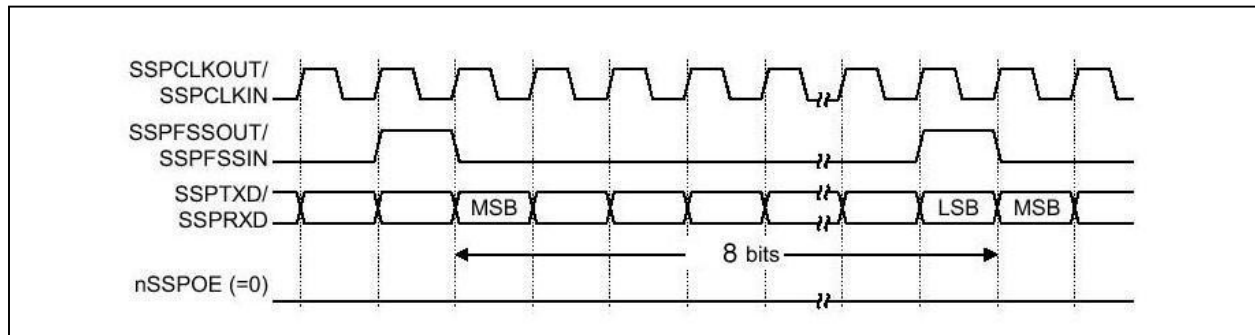 SSPCLKOUT/
SSPCLKIN
SSPFSSOUT/
SSPFSSIN
SSPTXD/
SSPRXD
MSB
LSB
MSB
8 bits
nSSPOE (=0)